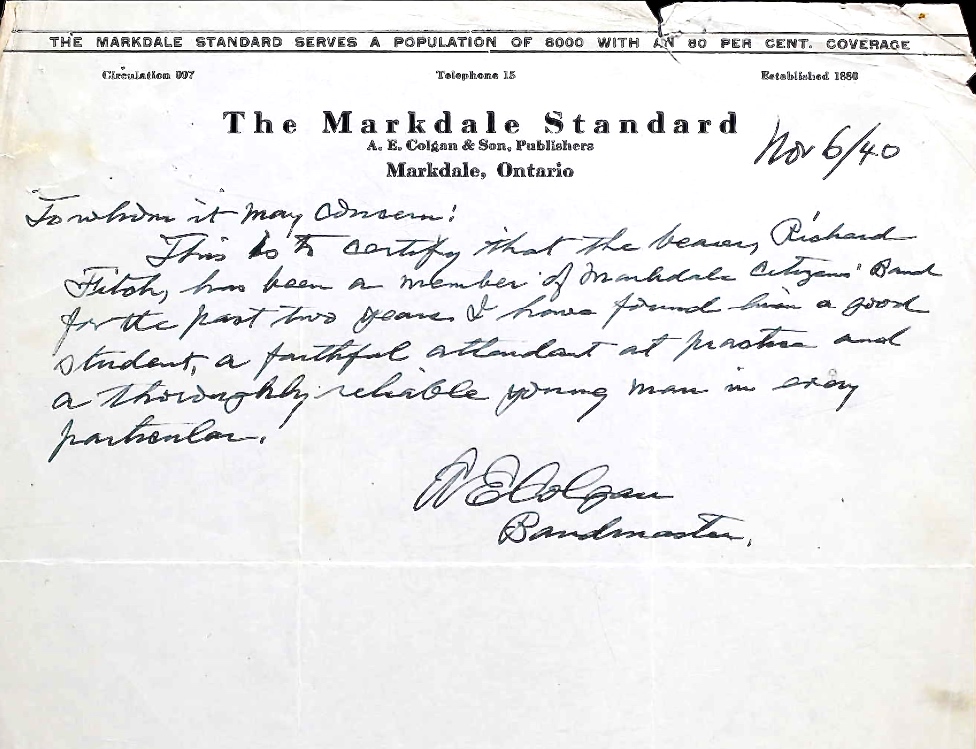 THE MARKDALE STANDARD SERVES A POPULATION OF 8000 WITH AN 80 PER CENT. COVERAGE
Circulation 997 Telephone 15 Established 1880
The Markdale Standard
A. E. Colgan & Son, Publishers
Markdale, Ontario
Nov 6/40
To whom it may concern:
This is to certify that the bearer, Richard
Fitch, has been a member of Markdale Citizens' Band
for the past two years. I have found him a good
student, a faithful attendant at practice and
a thoroughly reliable young man in every
particular.
A E Colgan
Bandmaster.